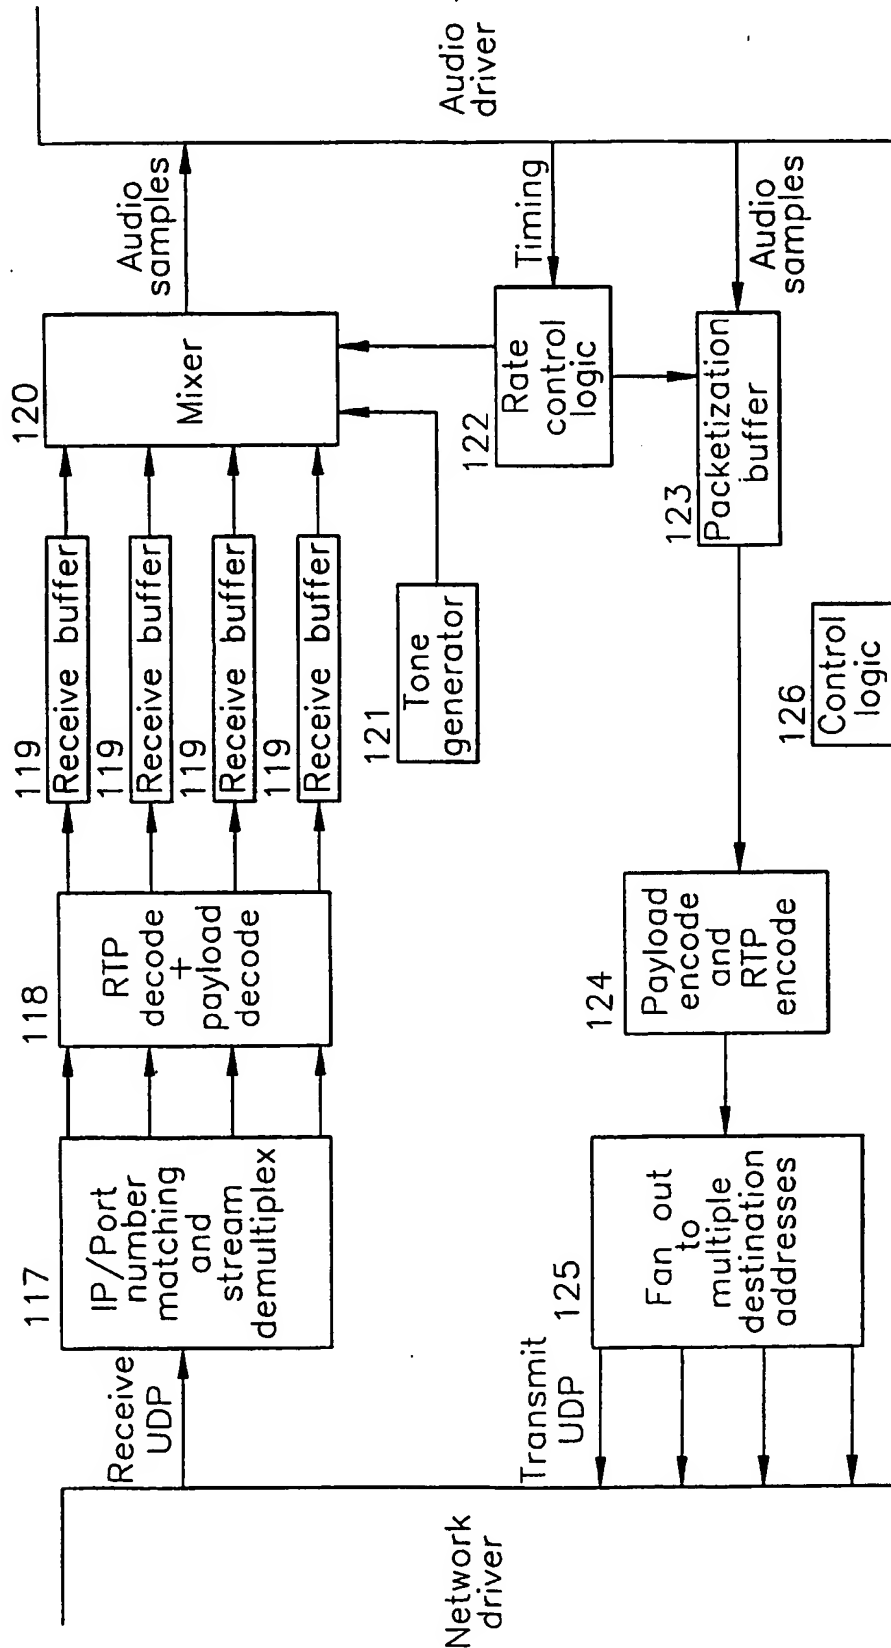 Network
driver
Receive
UDP
117
IP/Port
number
matching
and
stream
demultiplex
118
RTP
decode
+
payload
decode
119
Receive buffer
119
Receive buffer
119
Receive buffer
119
Receive buffer
120
Mixer
Audio
samples
Audio
driver
121
Tone
generator
122
Rate
control
logic
Timing
Transmit
UDP
125
Fan out
to
multiple
destination
addresses
124
Payload
encode
and
RTP
encode
123
Packetization
buffer
Audio
samples
126
Control
logic